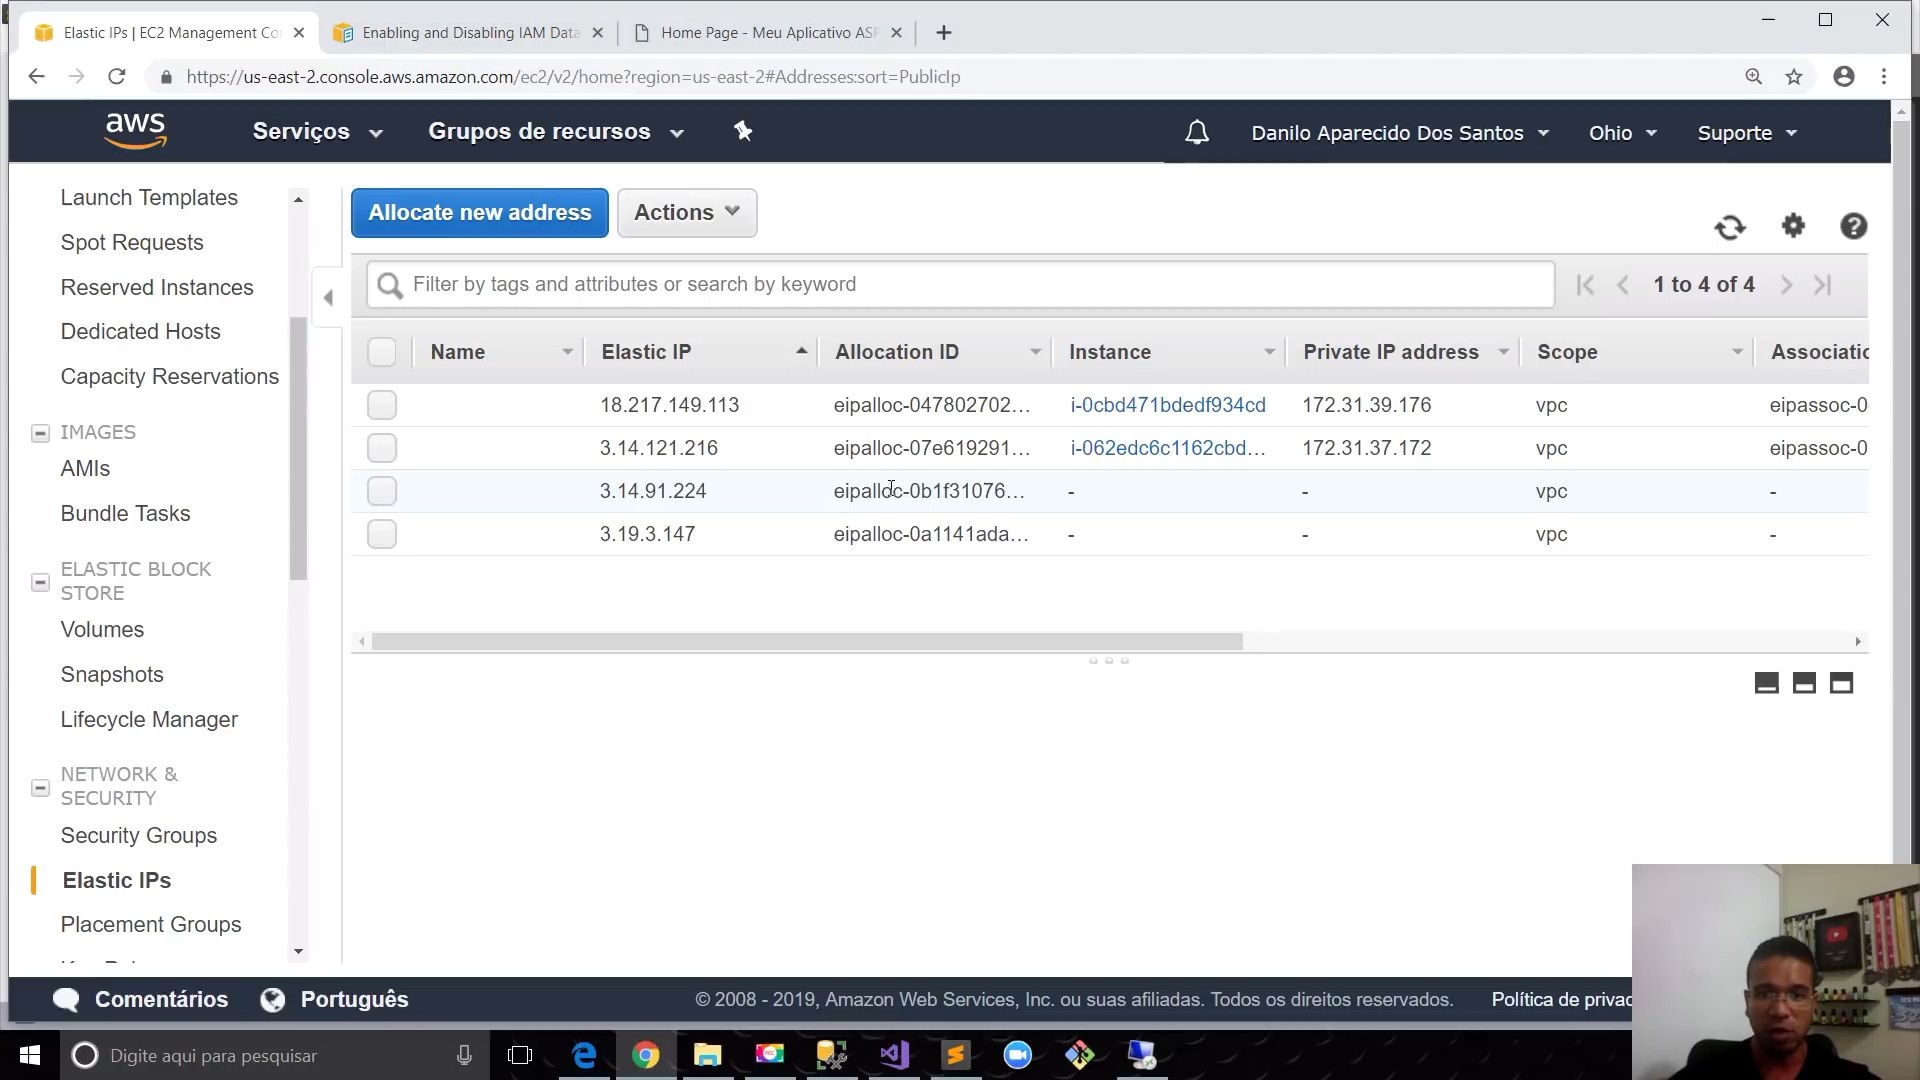 Elastic IPs | EC2 Management Co
Enabling and Disabling IAM Data
Home Page - Meu Aplicativo ASP
https://us-east-2.console.aws.amazon.com/ec2/v2/home?region=us-east-2#Addresses:sort=PublicIp
aws
Serviços
Grupos de recursos
Danilo Aparecido Dos Santos
Ohio
Suporte
Launch Templates
Spot Requests
Reserved Instances
Dedicated Hosts
Capacity Reservations
IMAGES
AMIs
Bundle Tasks
ELASTIC BLOCK
STORE
Volumes
Snapshots
Lifecycle Manager
NETWORK &
SECURITY
Security Groups
Elastic IPs
Placement Groups
Allocate new address
Actions
Filter by tags and attributes or search by keyword
1 to 4 of 4
Name Elastic IP Allocation ID Instance Private IP address Scope Associatio
18.217.149.113 eipalloc-047802702... i-0cbd471bdedf934cd 172.31.39.176 vpc eipassoc-0
3.14.121.216 eipalloc-07e619291... i-062edc6c1162cbd... 172.31.37.172 vpc eipassoc-0
3.14.91.224 eipalloc-0b1f31076... - - vpc -
3.19.3.147 eipalloc-0a1141ada... - - vpc -
Comentários
Português
© 2008 - 2019, Amazon Web Services, Inc. ou suas afiliadas. Todos os direitos reservados.
Política de privac
Digite aqui para pesquisar